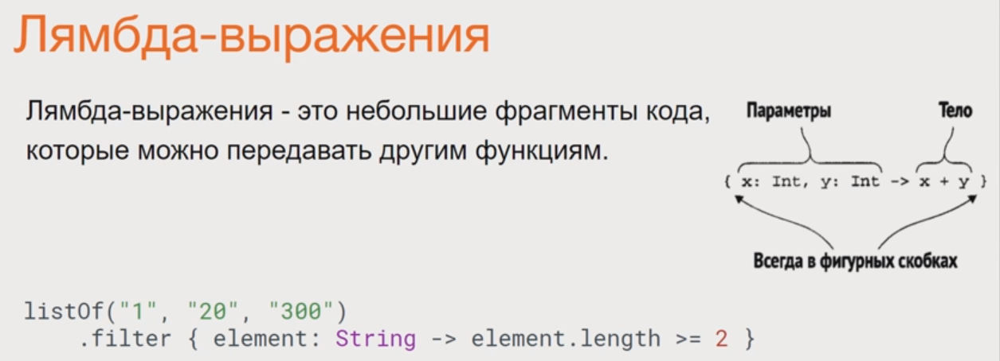 Лямбда-выражения
Лямбда-выражения - это небольшие фрагменты кода,
которые можно передавать другим функциям.
Параметры Тело
{ x: Int, y: Int -> x + y }
Всегда в фигурных скобках
listOf("1", "20", "300")
    .filter { element: String -> element.length >= 2 }